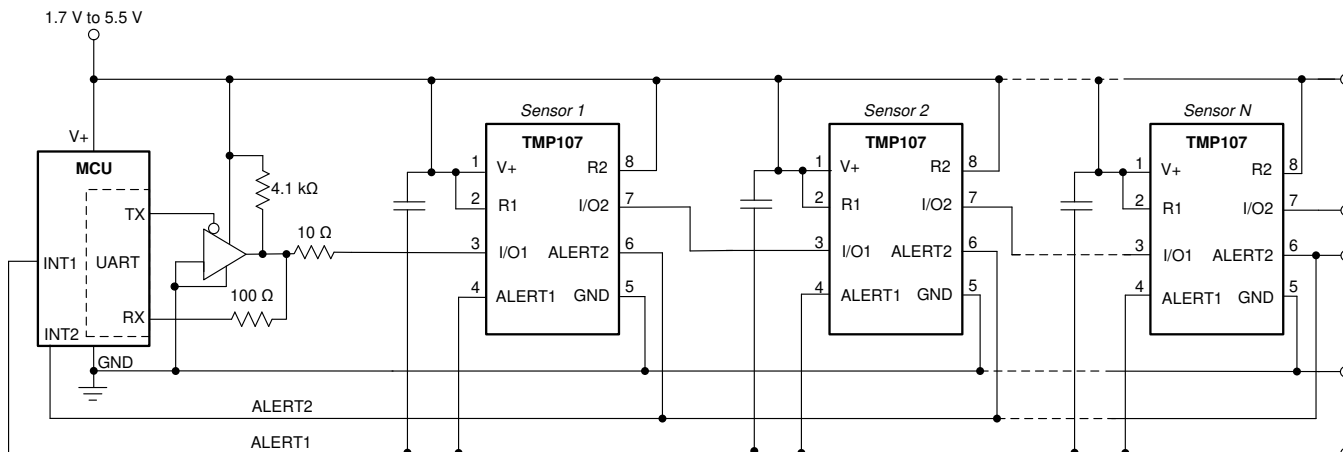 1.7 V to 5.5 V
V+
MCU
TX
UART
INT1
RX
INT2
GND
4.1 kΩ
10 Ω
100 Ω
Sensor 1
TMP107
1
V+
R2
8
2
R1
I/O2
7
3
I/O1
ALERT2
6
4
ALERT1
GND
5
Sensor 2
TMP107
1
V+
R2
8
2
R1
I/O2
7
3
I/O1
ALERT2
6
4
ALERT1
GND
5
Sensor N
TMP107
1
V+
R2
8
2
R1
I/O2
7
3
I/O1
ALERT2
6
4
ALERT1
GND
5
ALERT2
ALERT1